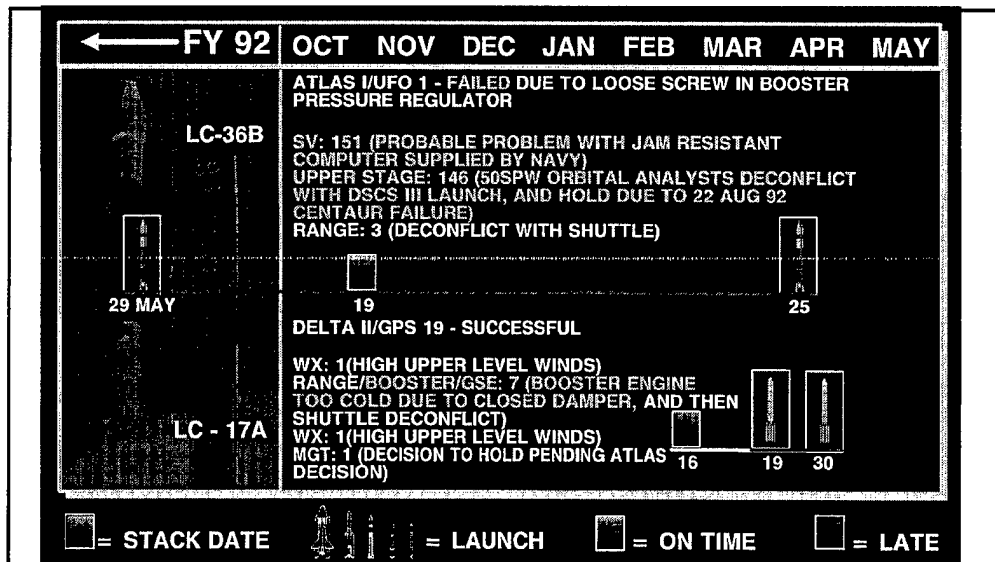 FY 92 OCT NOV DEC JAN FEB MAR APR MAY
ATLAS I/UFO 1 - FAILED DUE TO LOOSE SCREW IN BOOSTER
PRESSURE REGULATOR
LC-36B
SV: 151 (PROBABLE PROBLEM WITH JAM RESISTANT
COMPUTER SUPPLIED BY NAVY)
UPPER STAGE: 146 (50SPW ORBITAL ANALYSTS DECONFLICT
WITH DSCS III LAUNCH, AND HOLD DUE TO 22 AUG 92
CENTAUR FAILURE)
RANGE: 3 (DECONFLICT WITH SHUTTLE)
29 MAY 19 25
DELTA II/GPS 19 - SUCCESSFUL
WX: 1(HIGH UPPER LEVEL WINDS)
RANGE/BOOSTER/GSE: 7 (BOOSTER ENGINE
TOO COLD DUE TO CLOSED DAMPER, AND THEN
SHUTTLE DECONFLICT)
LC - 17A
WX: 1(HIGH UPPER LEVEL WINDS)
MGT: 1 (DECISION TO HOLD PENDING ATLAS
DECISION)
16 19 30
= STACK DATE = LAUNCH = ON TIME = LATE